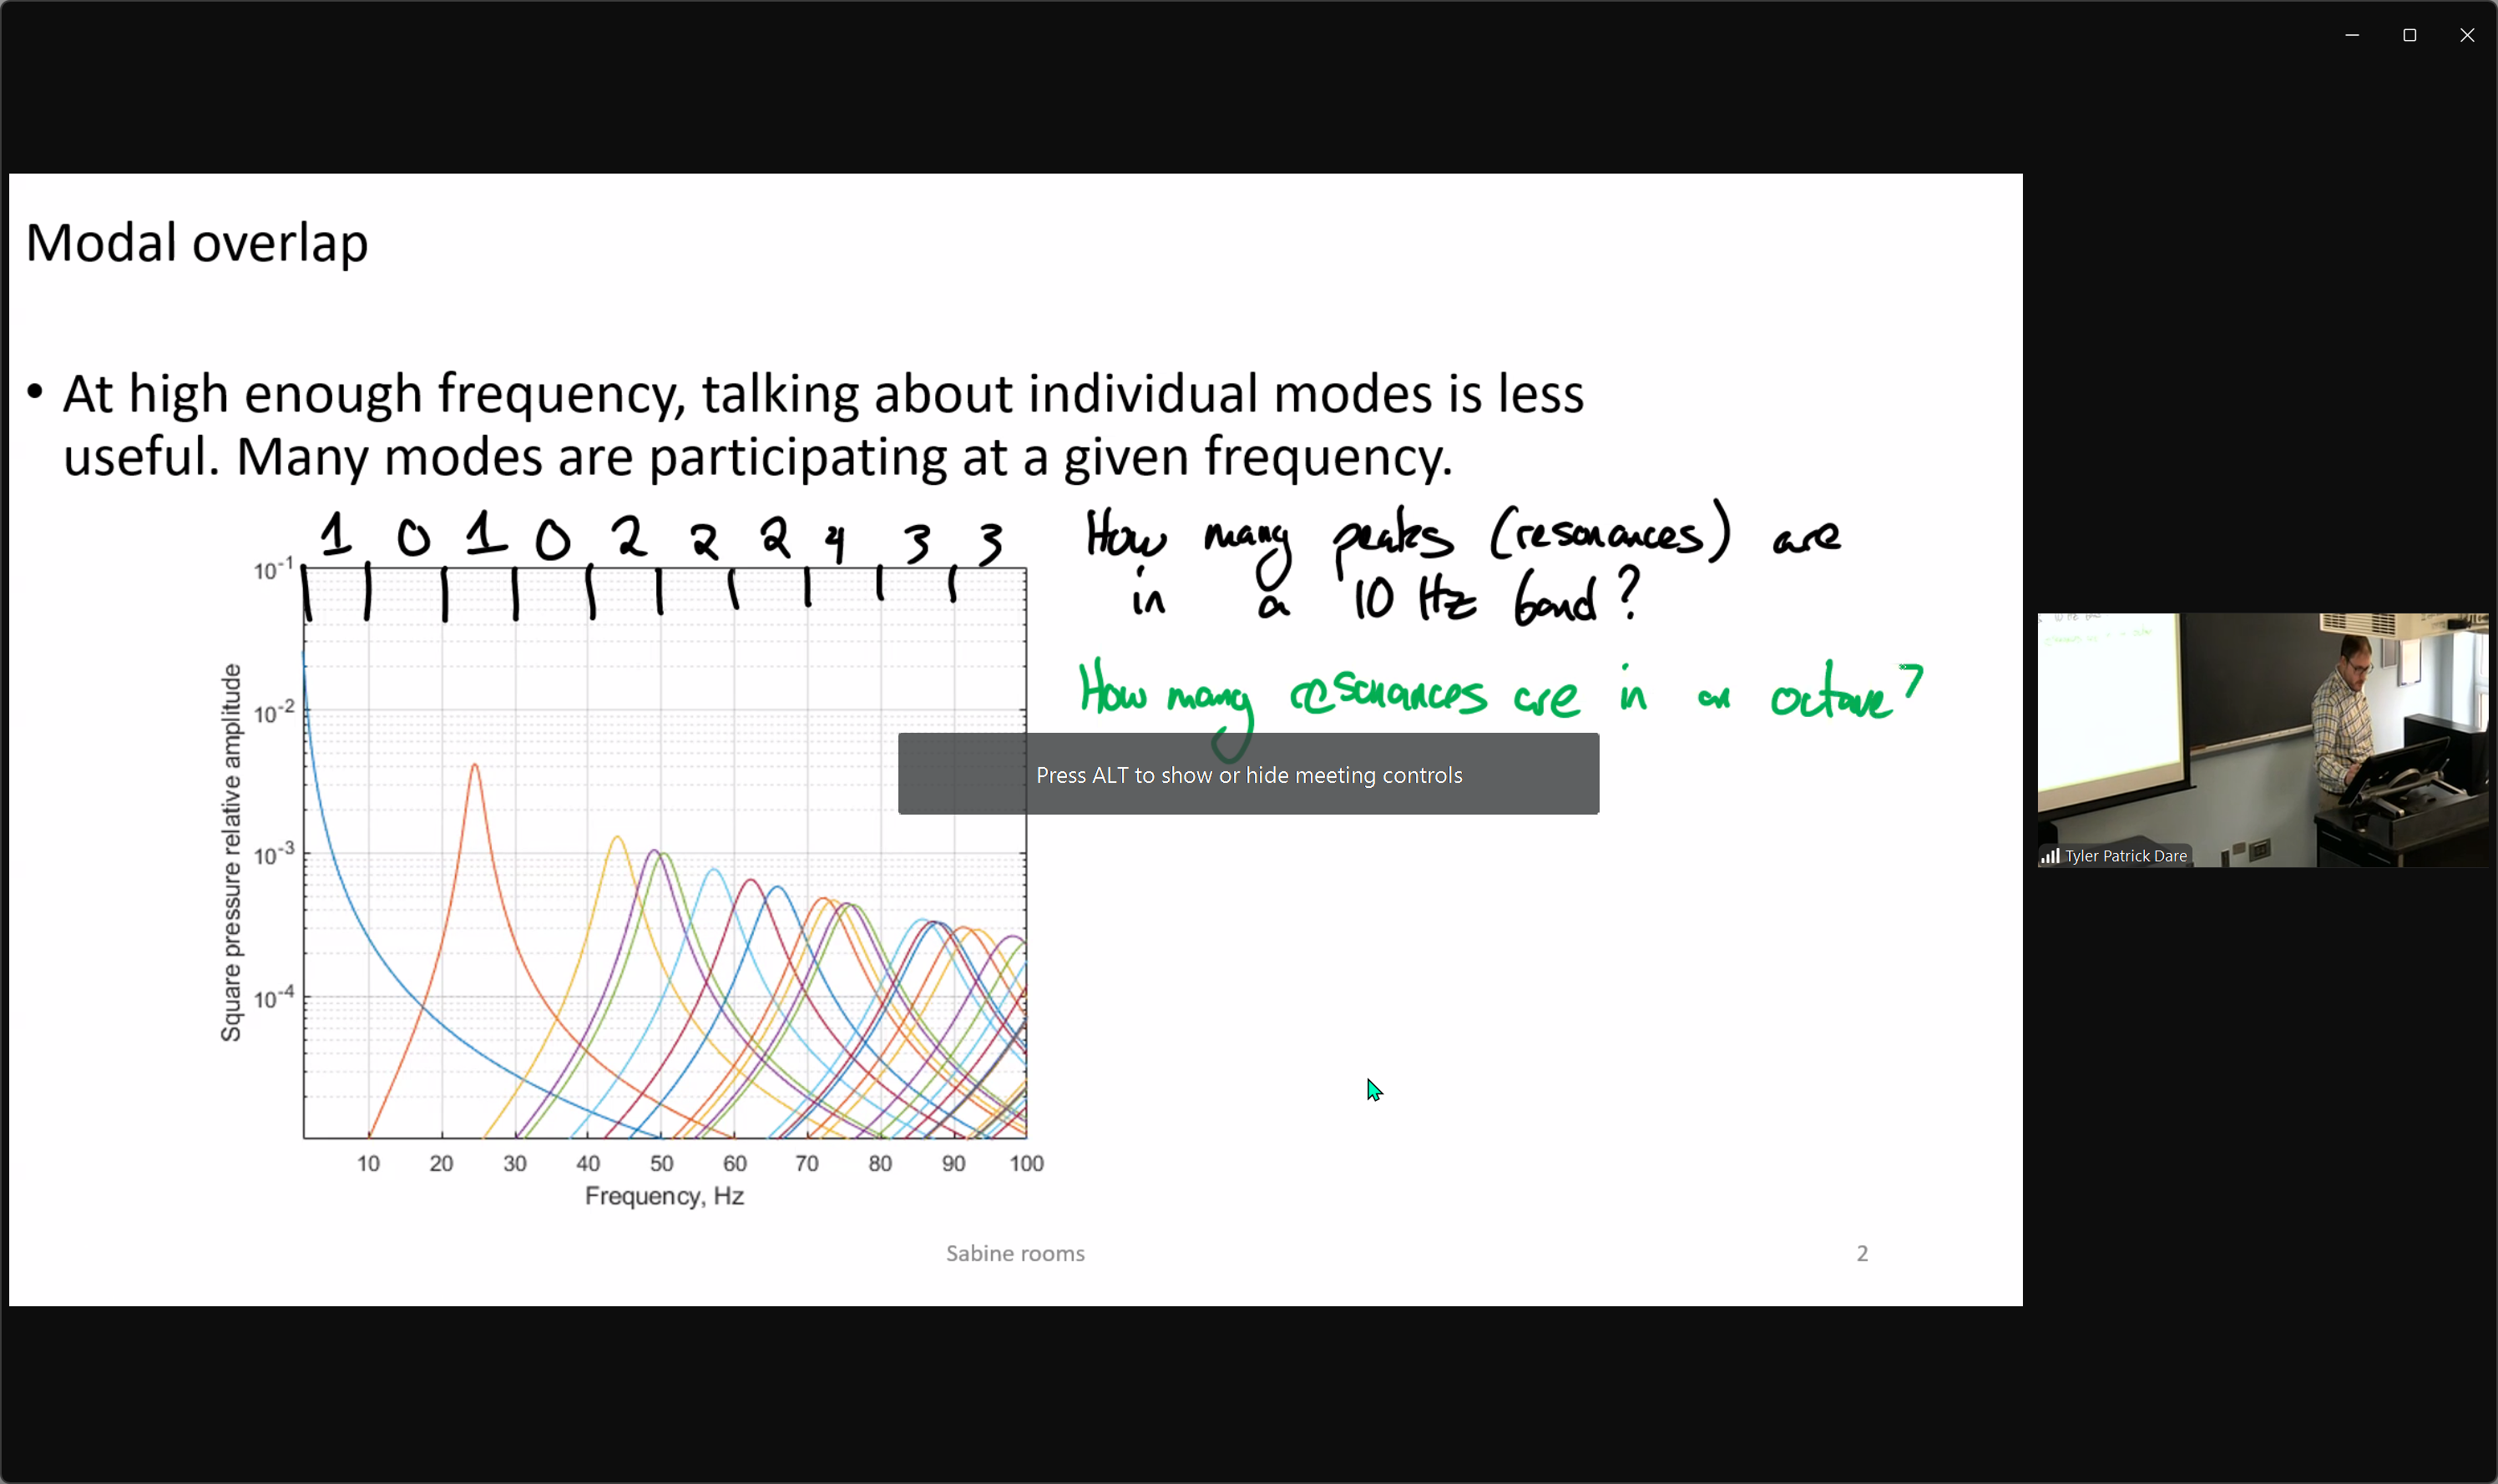 Modal overlap
• At high enough frequency, talking about individual modes is less
useful. Many modes are participating at a given frequency.
1 0 1 0 2 2 2 4 3 3
How many peaks (resonances) are
in a 10 Hz band?
How many resonances are in an octave?
Press ALT to show or hide meeting controls
Square pressure relative amplitude
10-1
10-2
10-3
10-4
10 20 30 40 50 60 70 80 90 100
Frequency, Hz
Sabine rooms
2
Tyler Patrick Dare